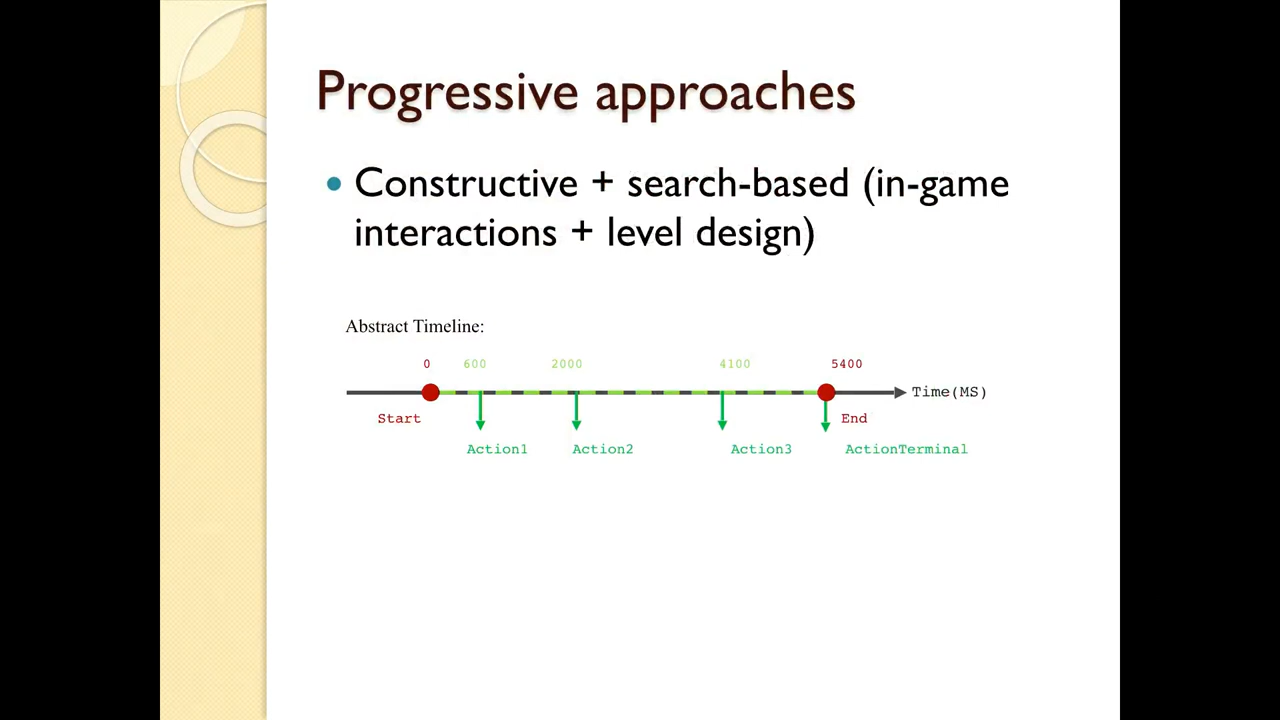 Progressive approaches
Constructive + search-based (in-game
interactions + level design)
Abstract Timeline:
0 600 2000 4100 5400
Time(MS)
Start End
Action1 Action2 Action3 ActionTerminal